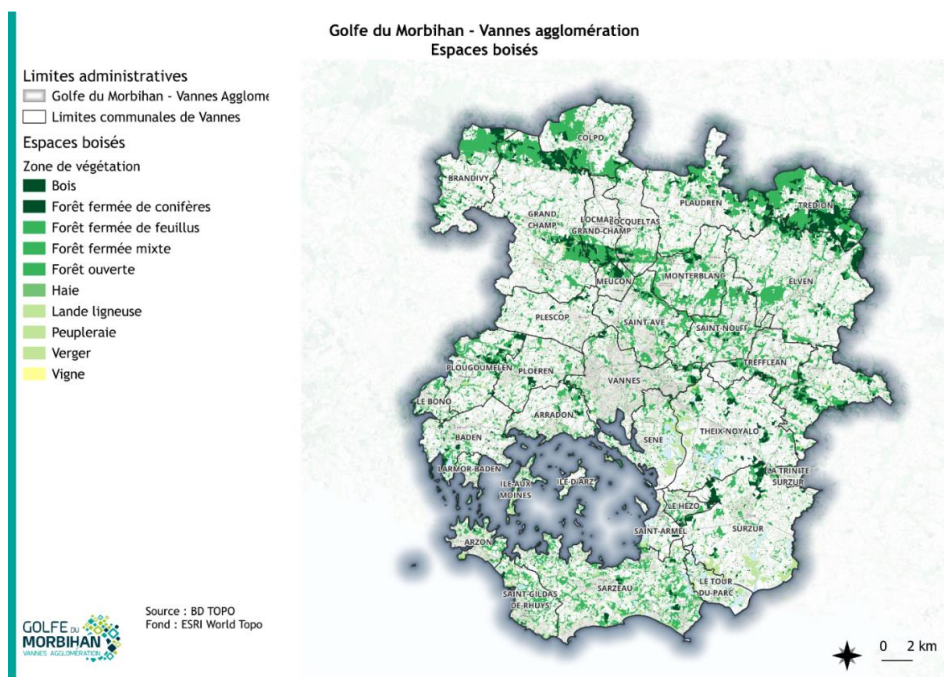 Golfe du Morbihan - Vannes agglomération
Espaces boisés
Limites administratives
Golfe du Morbihan - Vannes Agglome
Limites communales de Vannes
Espaces boisés
Zone de végétation
Bois
Forêt fermée de conifères
Forêt fermée de feuillus
Forêt fermée mixte
Forêt ouverte
Haie
Lande ligneuse
Peupleraie
Verger
Vigne
COLPO
BRANDIVY
PLAUDREN
TREDION
GRAND
CHAMP
LOCMA
LOCQUELTAS
GRAND-CHAMP
MEUCON
MONTERBLANC
ELVEN
PLESCOP
SAINT-AVE
SAINT-NOLFF
TREFFLEAN
PLOUGOUMELEN
PLOEREN
VANNES
LE BONO
ARRADON
BADEN
SENE
THEIX-NOYALO
LARMOR-BADEN
ILE-AUX
MOINES
ILE-D'ARZ
LA TRINITE
SURZUR
LE HEZO
SAINT-ARMEL
SURZUR
ARZON
SAINT-GILDAS
DE-RHUYS
SARZEAU
LE TOUR
DU-PARC
Source : BD TOPO
Fond : ESRI World Topo
GOLFE DU
MORBIHAN
VANNES AGGLOMÉRATION
0 2 km